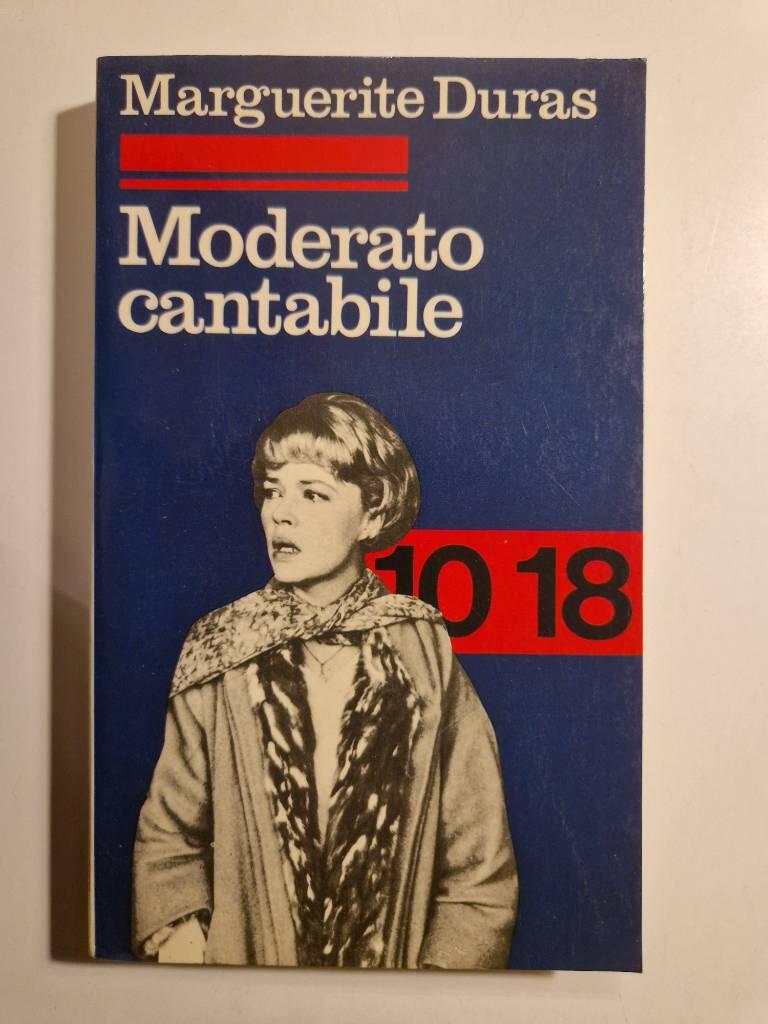 Marguerite Duras
Moderato
cantabile
10 18